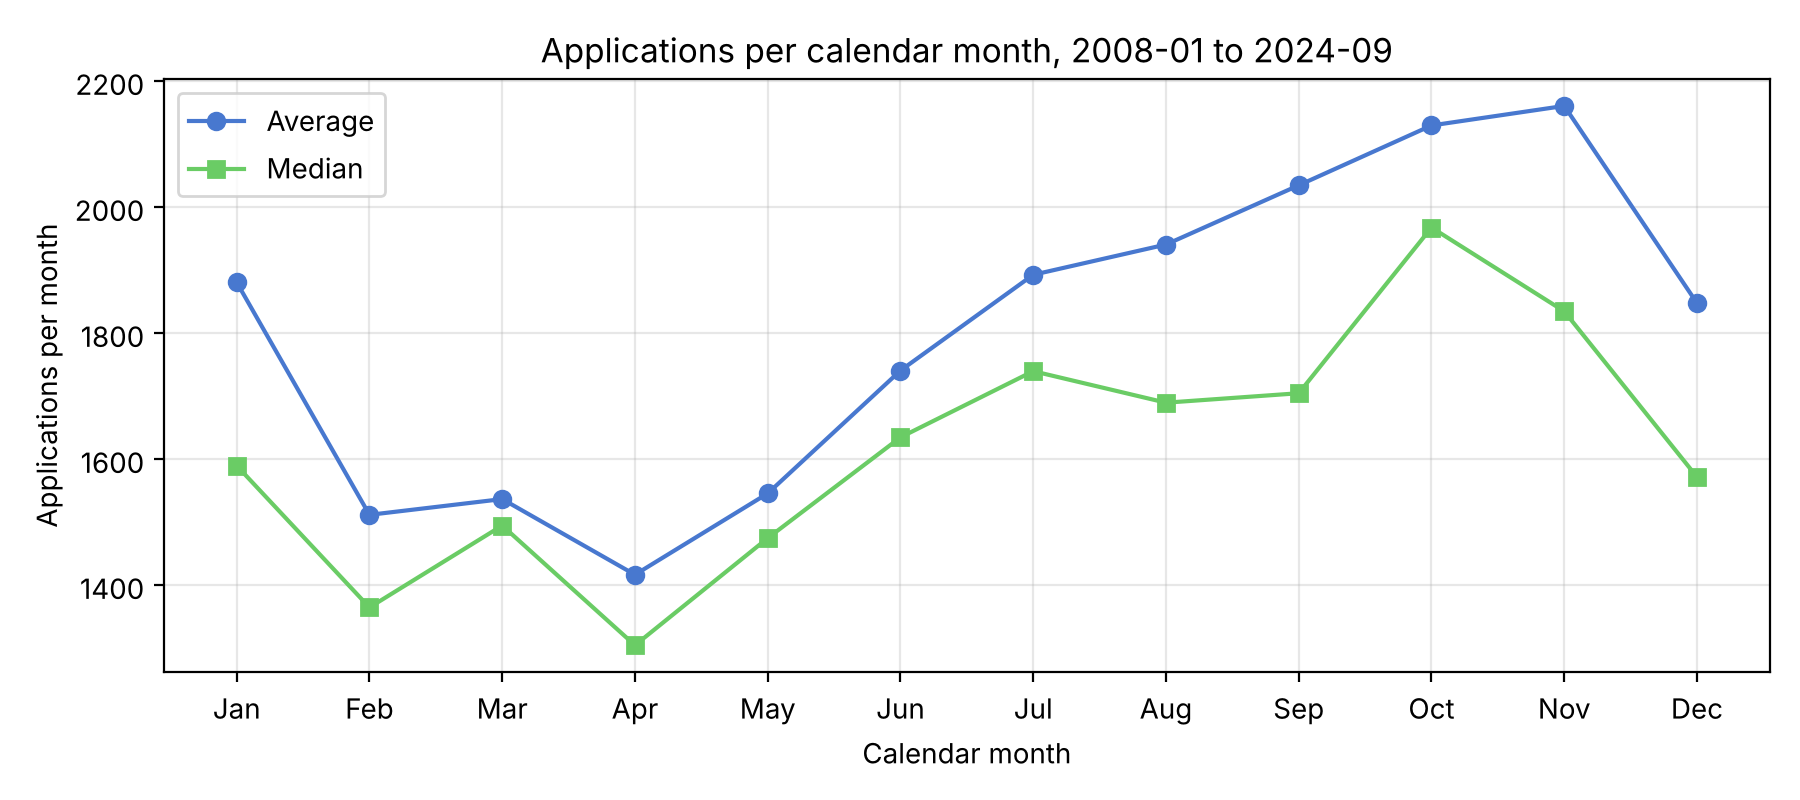 Applications per calendar month, 2008-01 to 2024-09
Average
Median
Applications per month
2200
2000
1800
1600
1400
Jan Feb Mar Apr May Jun Jul Aug Sep Oct Nov Dec
Calendar month